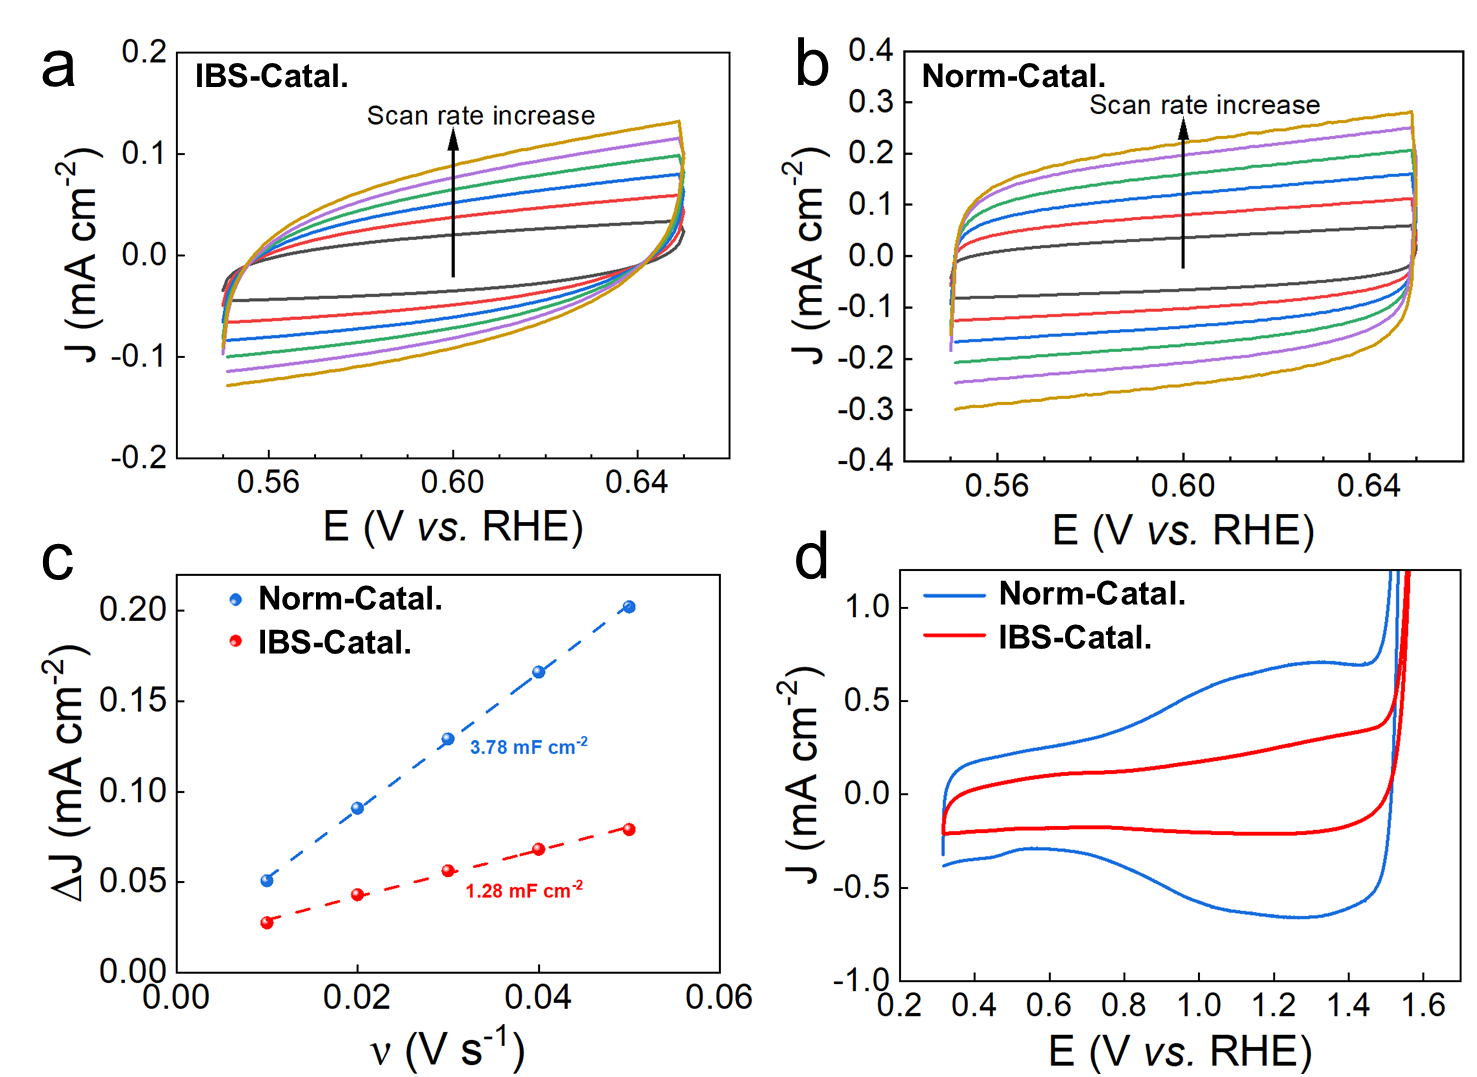 a
IBS-Catal.
Scan rate increase
0.2
0.1
0.0
-0.1
-0.2
J (mA cm-2)
0.56 0.60 0.64
E (V vs. RHE)
b
Norm-Catal.
Scan rate increase
0.4
0.3
0.2
0.1
0.0
-0.1
-0.2
-0.3
-0.4
J (mA cm-2)
0.56 0.60 0.64
E (V vs. RHE)
c
Norm-Catal.
IBS-Catal.
3.78 mF cm-2
1.28 mF cm-2
0.20
0.15
0.10
0.05
0.00
ΔJ (mA cm-2)
0.00 0.02 0.04 0.06
ν (V s-1)
d
Norm-Catal.
IBS-Catal.
1.0
0.5
0.0
-0.5
-1.0
J (mA cm-2)
0.2 0.4 0.6 0.8 1.0 1.2 1.4 1.6
E (V vs. RHE)